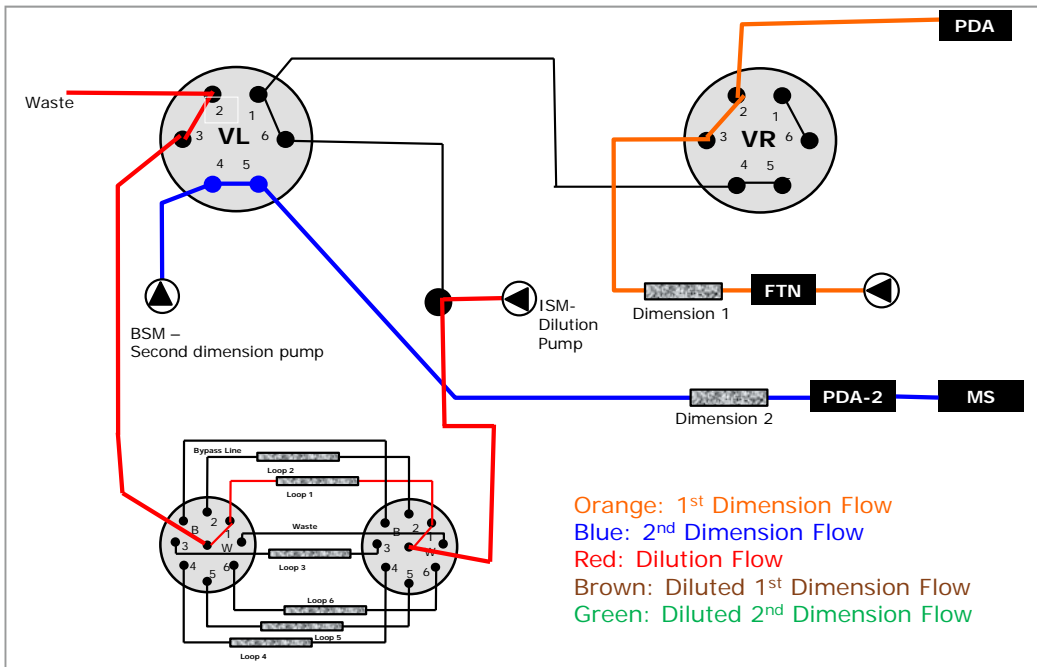 PDA
Waste
2
1
3
VL
6
4
5
2
1
3
VR
6
4
5
FTN
Dimension 1
ISM-
Dilution
Pump
BSM –
Second dimension pump
PDA-2
MS
Dimension 2
Bypass Line
Loop 2
Loop 1
Waste
B
2
1
W
3
4
5
6
B
2
1
W
3
4
5
6
Loop 3
Loop 6
Loop 5
Loop 4
Orange: 1st Dimension Flow
Blue: 2nd Dimension Flow
Red: Dilution Flow
Brown: Diluted 1st Dimension Flow
Green: Diluted 2nd Dimension Flow